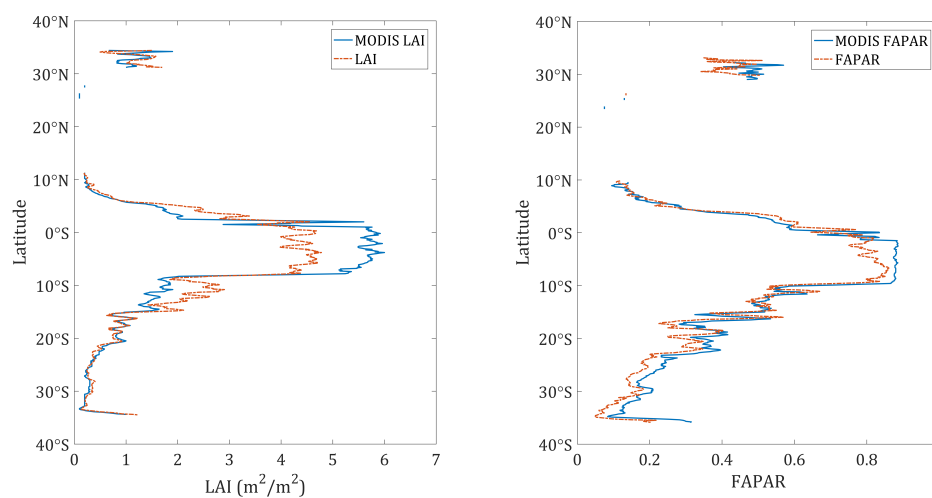 40°N
30°N
20°N
10°N
0°S
10°S
20°S
30°S
40°S
Latitude
0 1 2 3 4 5 6 7
LAI (m²/m²)
MODIS LAI
LAI
40°N
30°N
20°N
10°N
0°S
10°S
20°S
30°S
40°S
Latitude
0 0.2 0.4 0.6 0.8
FAPAR
MODIS FAPAR
FAPAR